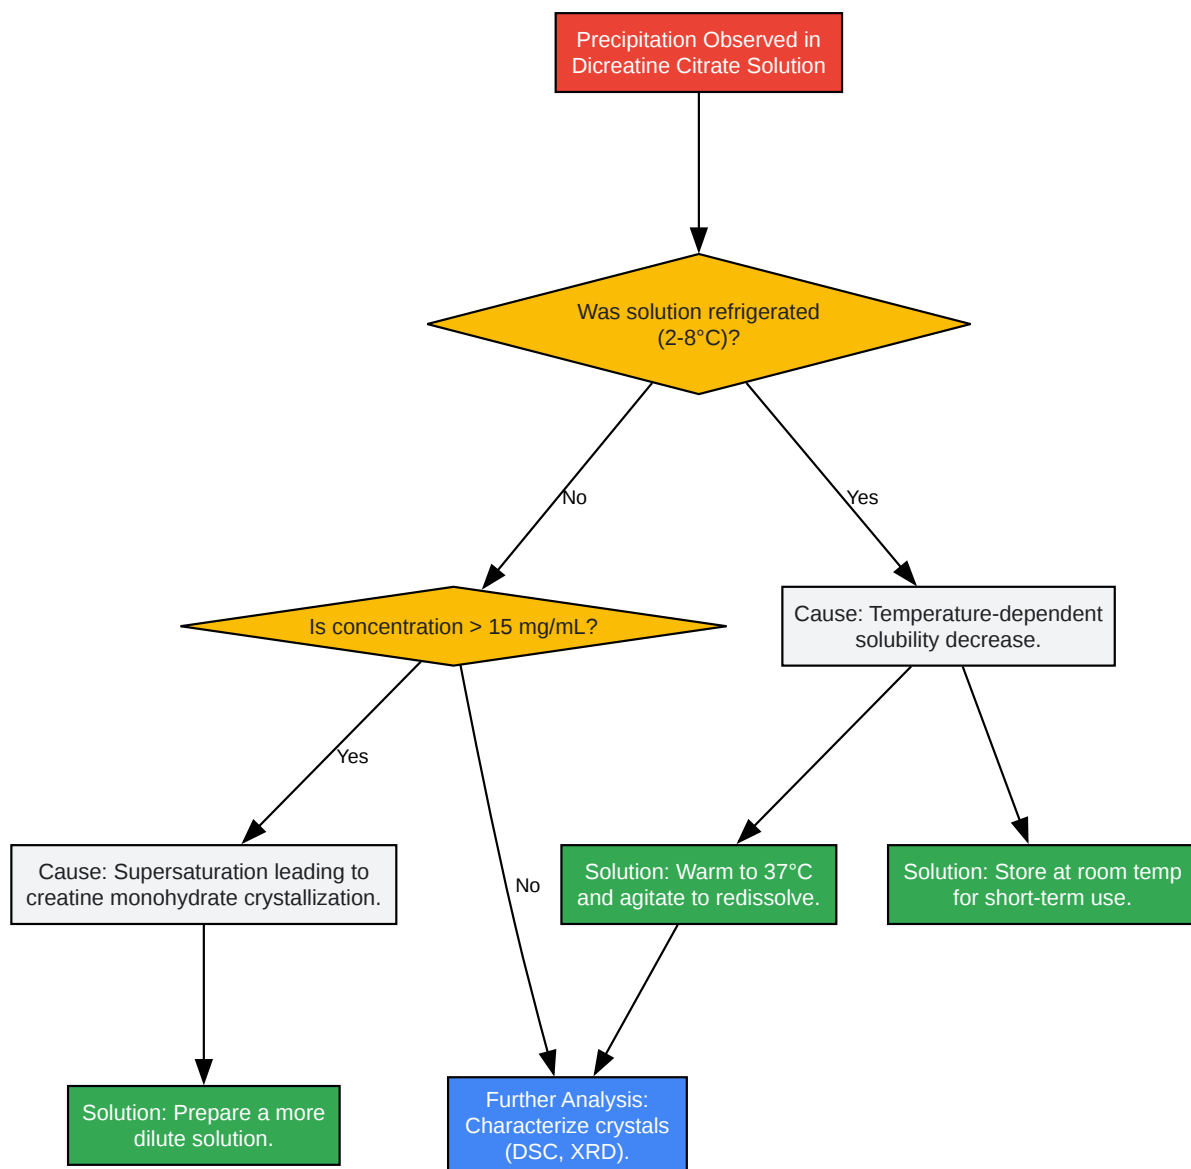 Precipitation Observed in
Dicreatine Citrate Solution
Was solution refrigerated
(2-8°C)?
No
Yes
Is concentration > 15 mg/mL?
Cause: Temperature-dependent
solubility decrease.
Yes
No
Cause: Supersaturation leading to
creatine monohydrate crystallization.
Solution: Warm to 37°C
and agitate to redissolve.
Solution: Store at room temp
for short-term use.
Solution: Prepare a more
dilute solution.
Further Analysis:
Characterize crystals
(DSC, XRD).